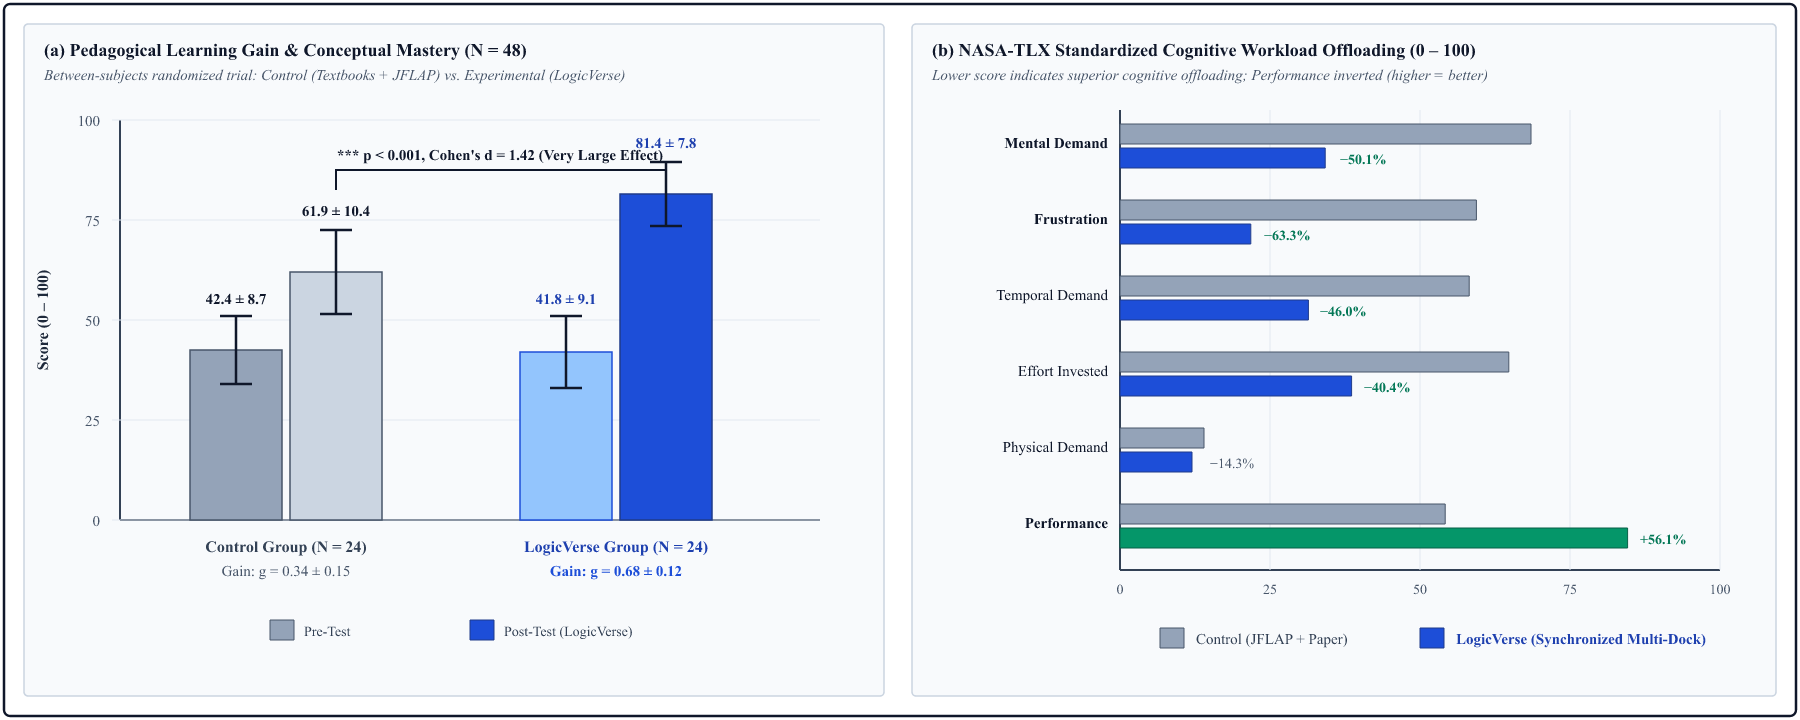 (a) Pedagogical Learning Gain & Conceptual Mastery (N = 48)
Between-subjects randomized trial: Control (Textbooks + JFLAP) vs. Experimental (LogicVerse)
Score (0 – 100)
100
75
50
25
0
81.4 ± 7.8
*** p < 0.001, Cohen's d = 1.42 (Very Large Effect)
61.9 ± 10.4
42.4 ± 8.7
41.8 ± 9.1
Control Group (N = 24)
Gain: g = 0.34 ± 0.15
LogicVerse Group (N = 24)
Gain: g = 0.68 ± 0.12
Pre-Test
Post-Test (LogicVerse)
(b) NASA-TLX Standardized Cognitive Workload Offloading (0 – 100)
Lower score indicates superior cognitive offloading; Performance inverted (higher = better)
Mental Demand
−50.1%
Frustration
−63.3%
Temporal Demand
−46.0%
Effort Invested
−40.4%
Physical Demand
−14.3%
Performance
+56.1%
0
25
50
75
100
Control (JFLAP + Paper)
LogicVerse (Synchronized Multi-Dock)